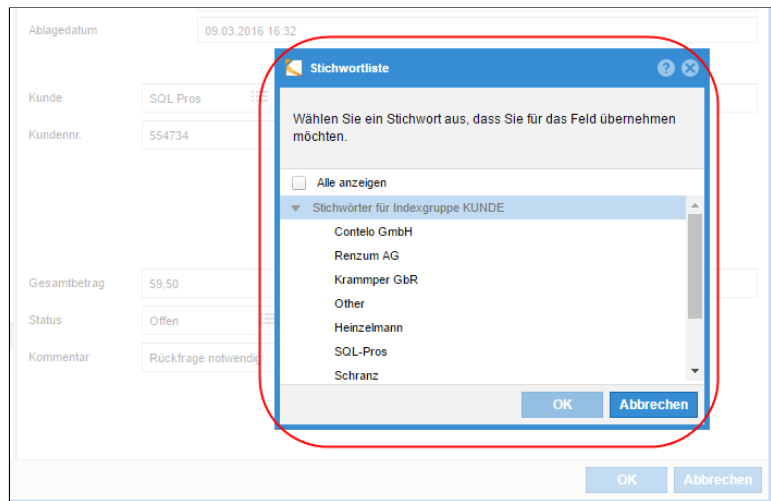 Ablagedatum 09.03.2016 16:32
Stichwortliste
Kunde SQL Pros
Wählen Sie ein Stichwort aus, dass Sie für das Feld übernehmen
möchten.
Kundennr. 554734
Alle anzeigen
Stichwörter für Indexgruppe KUNDE
Contelo GmbH
Renzum AG
Krammper GbR
Other
Heinzelmann
SQL-Pros
Schranz
Gesamtbetrag 59,50
Status Offen
Kommentar Rückfrage notwendig
OK Abbrechen
OK Abbrechen